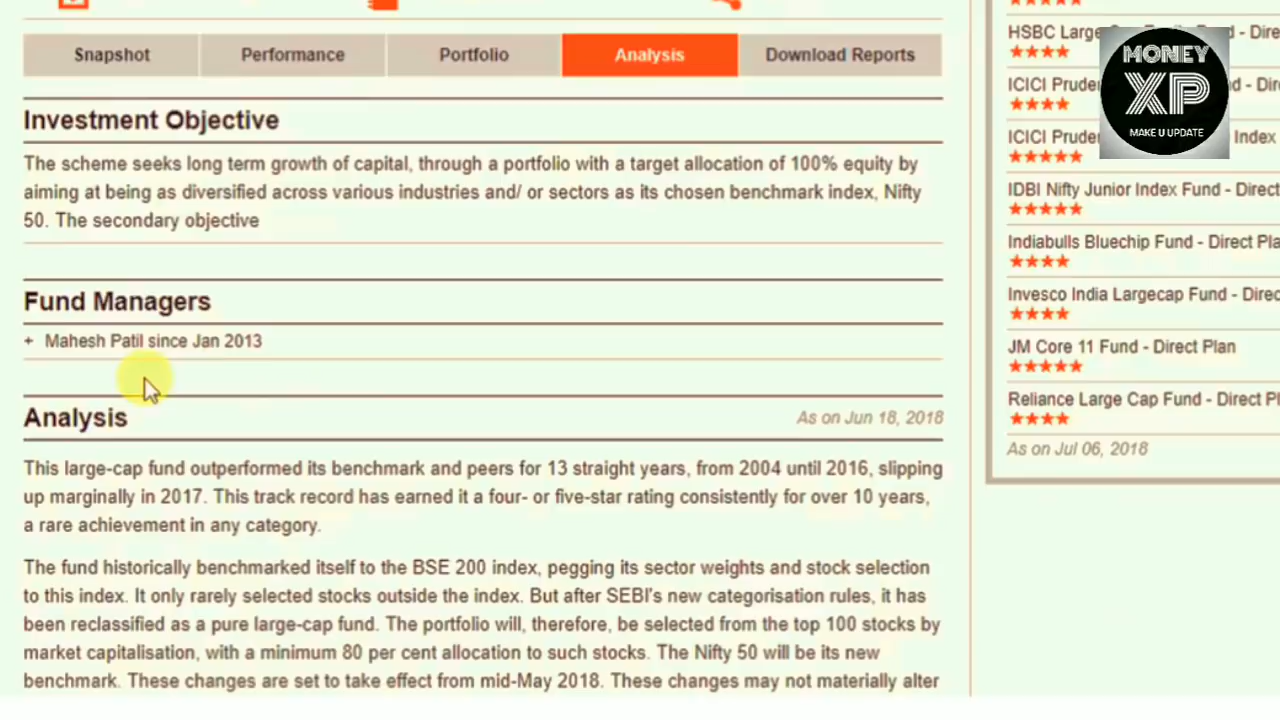 Snapshot Performance Portfolio Analysis Download Reports
Investment Objective
The scheme seeks long term growth of capital, through a portfolio with a target allocation of 100% equity by
aiming at being as diversified across various industries and/ or sectors as its chosen benchmark index, Nifty
50. The secondary objective
Fund Managers
+ Mahesh Patil since Jan 2013
Analysis As on Jun 18, 2018
This large-cap fund outperformed its benchmark and peers for 13 straight years, from 2004 until 2016, slipping
up marginally in 2017. This track record has earned it a four- or five-star rating consistently for over 10 years,
a rare achievement in any category.
The fund historically benchmarked itself to the BSE 200 index, pegging its sector weights and stock selection
to this index. It only rarely selected stocks outside the index. But after SEBI's new categorisation rules, it has
been reclassified as a pure large-cap fund. The portfolio will, therefore, be selected from the top 100 stocks by
market capitalisation, with a minimum 80 per cent allocation to such stocks. The Nifty 50 will be its new
benchmark. These changes are set to take effect from mid-May 2018. These changes may not materially alter
HSBC
★★★★
ICICI
★★★★
ICICI Index
★★★★★
IDBI Nifty Junior Index Fund - Direct
★★★★★
Indiabulls Bluechip Fund - Direct
★★★★
Invesco India Largecap Fund -
★★★★
JM Core 11 Fund - Direct Plan
★★★★★
Reliance Large Cap Fund - Direct
★★★★
As on Jul 06, 2018
MONEY
XP
MAKE U UPDATE